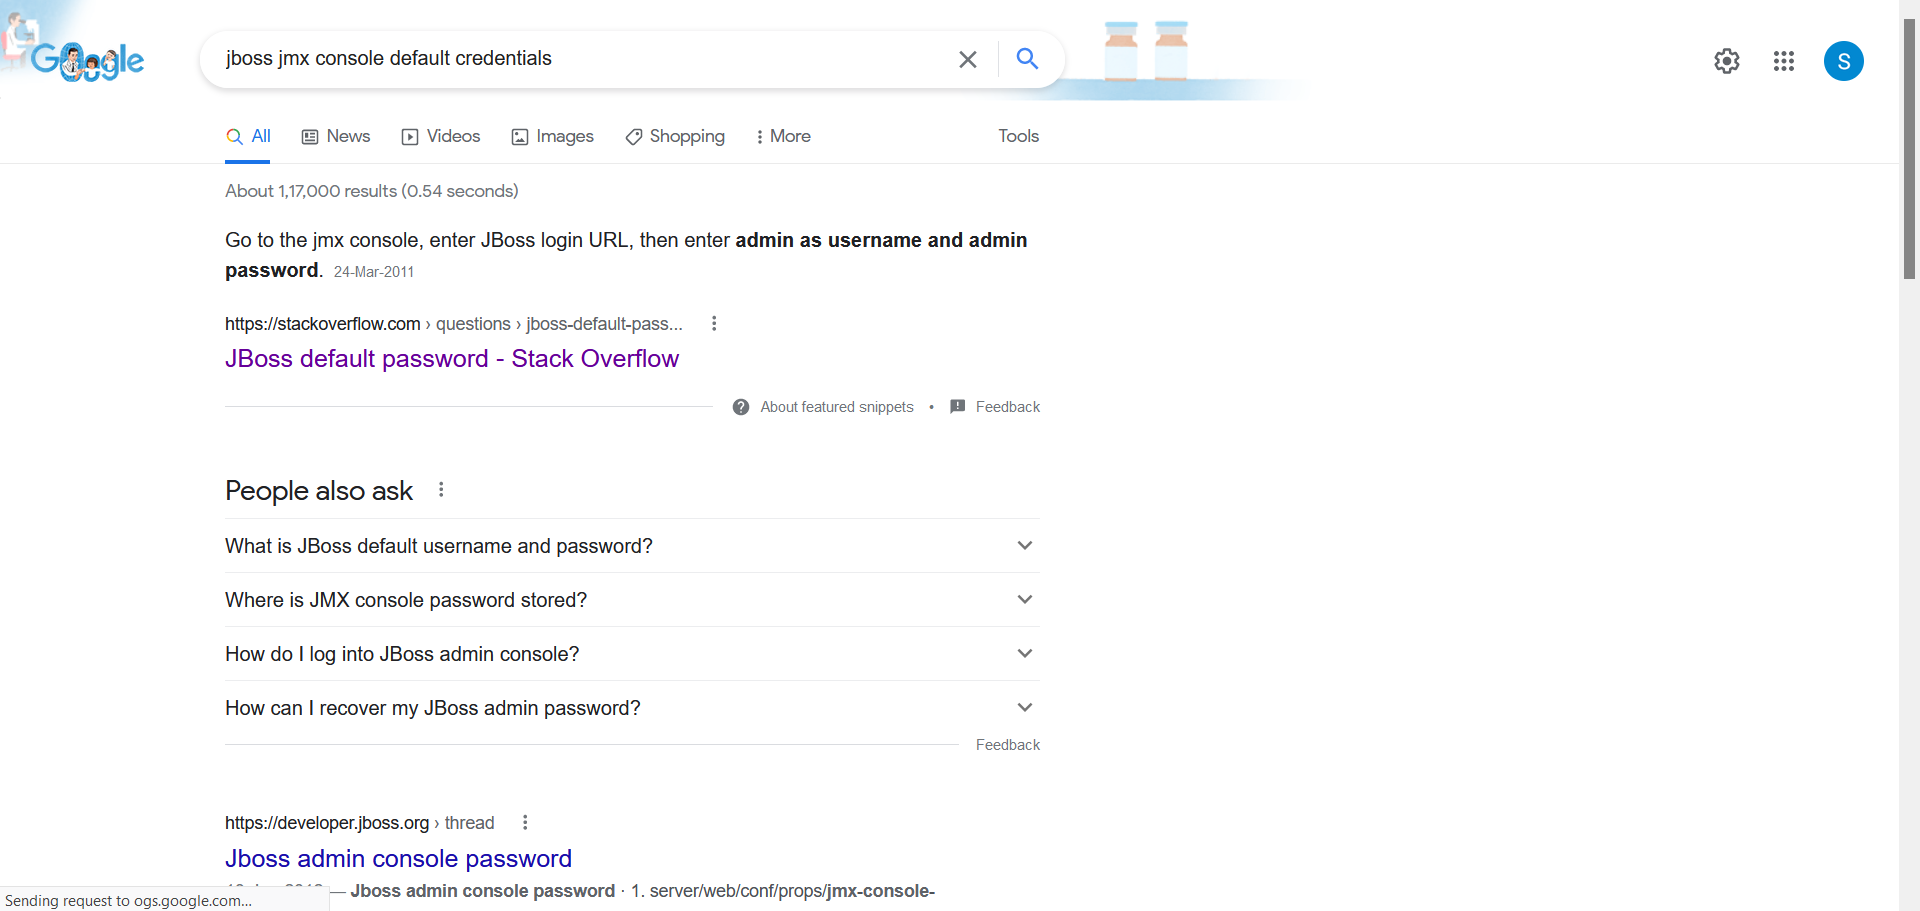 Google
jboss jmx console default credentials
S
All
News
Videos
Images
Shopping
More
Tools
About 1,17,000 results (0.54 seconds)
Go to the jmx console, enter JBoss login URL, then enter admin as username and admin
password. 24-Mar-2011
https://stackoverflow.com › questions › jboss-default-pass...
JBoss default password - Stack Overflow
About featured snippets • Feedback
People also ask
What is JBoss default username and password?
Where is JMX console password stored?
How do I log into JBoss admin console?
How can I recover my JBoss admin password?
Feedback
https://developer.jboss.org › thread
Jboss admin console password
— Jboss admin console password · 1. server/web/conf/props/jmx-console-
Sending request to ogs.google.com...